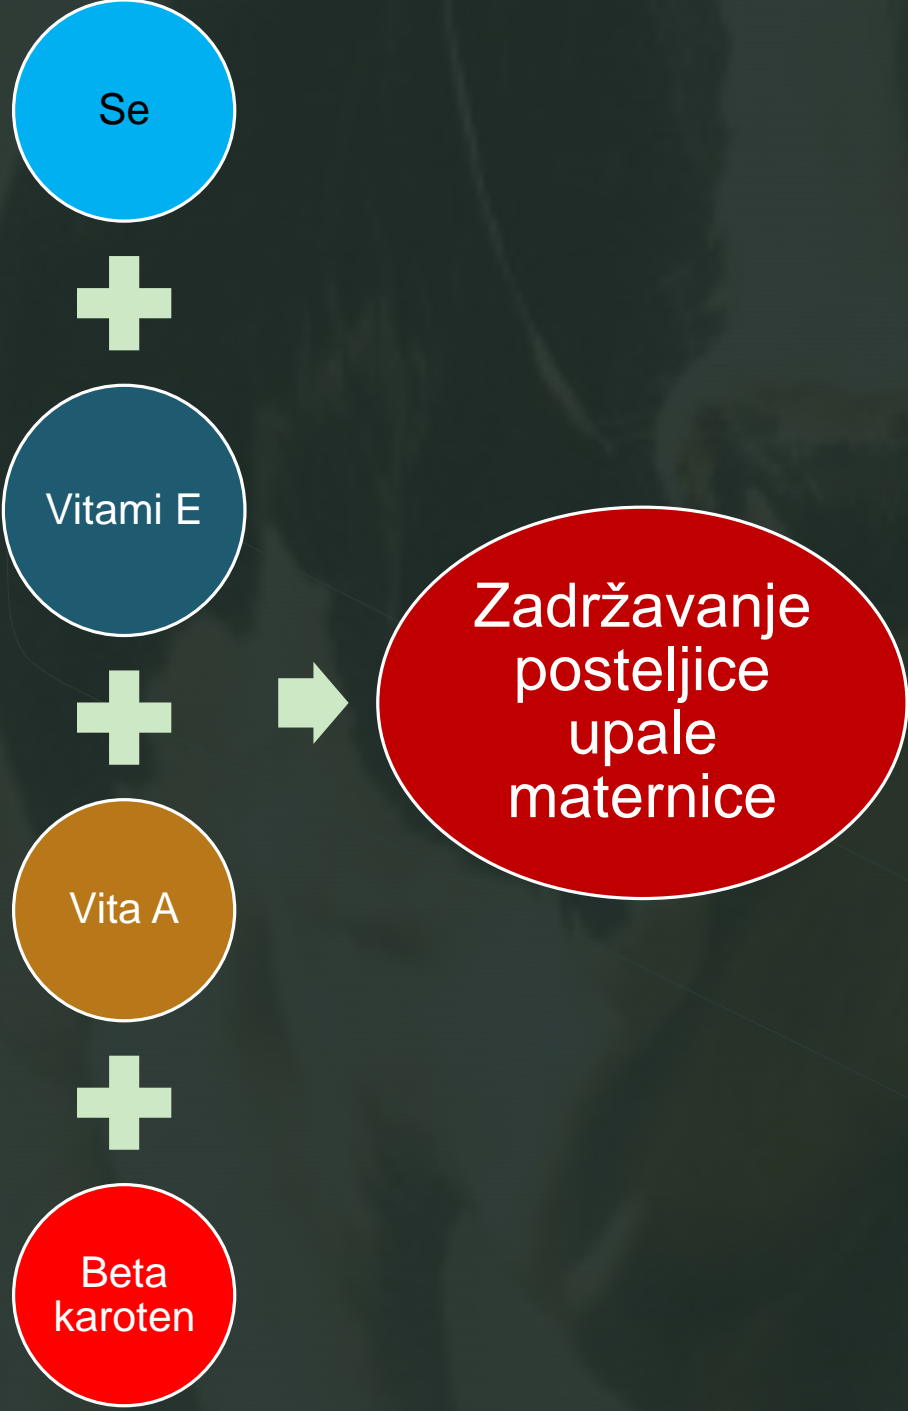 Se
Vitami E
Vita A
Beta
karoten
Zadržavanje
posteljice
upale
maternice